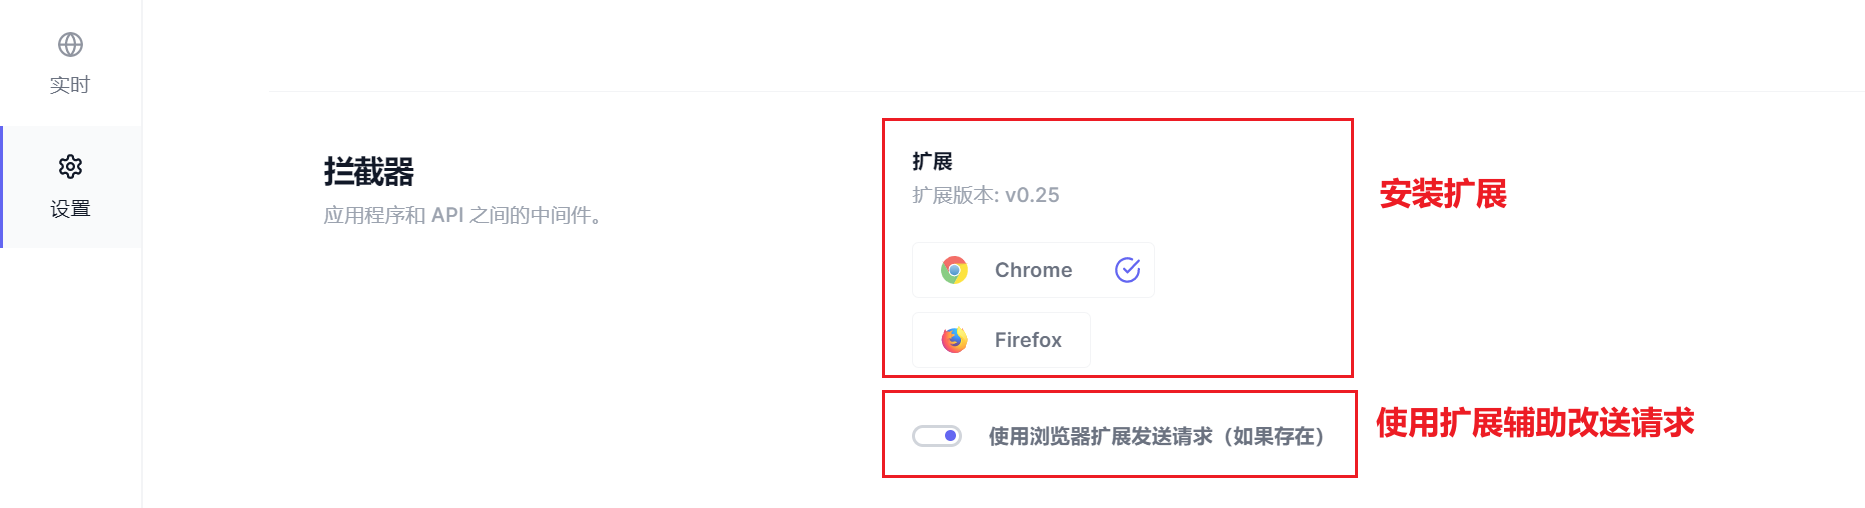 实时
设置
拦截器
应用程序和 API 之间的中间件。
扩展
扩展版本: v0.25
Chrome
Firefox
安装扩展
使用浏览器扩展发送请求（如果存在）
使用扩展辅助改送请求